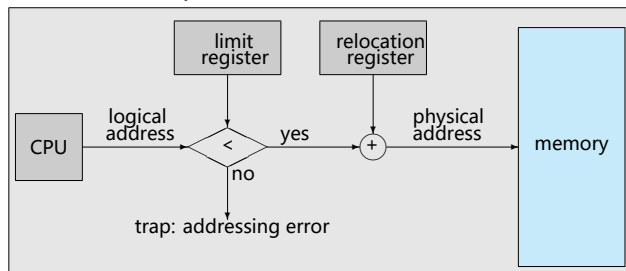 limit
register
relocation
register
logical
address
CPU
<
yes
+
physical
address
memory
no
trap: addressing error